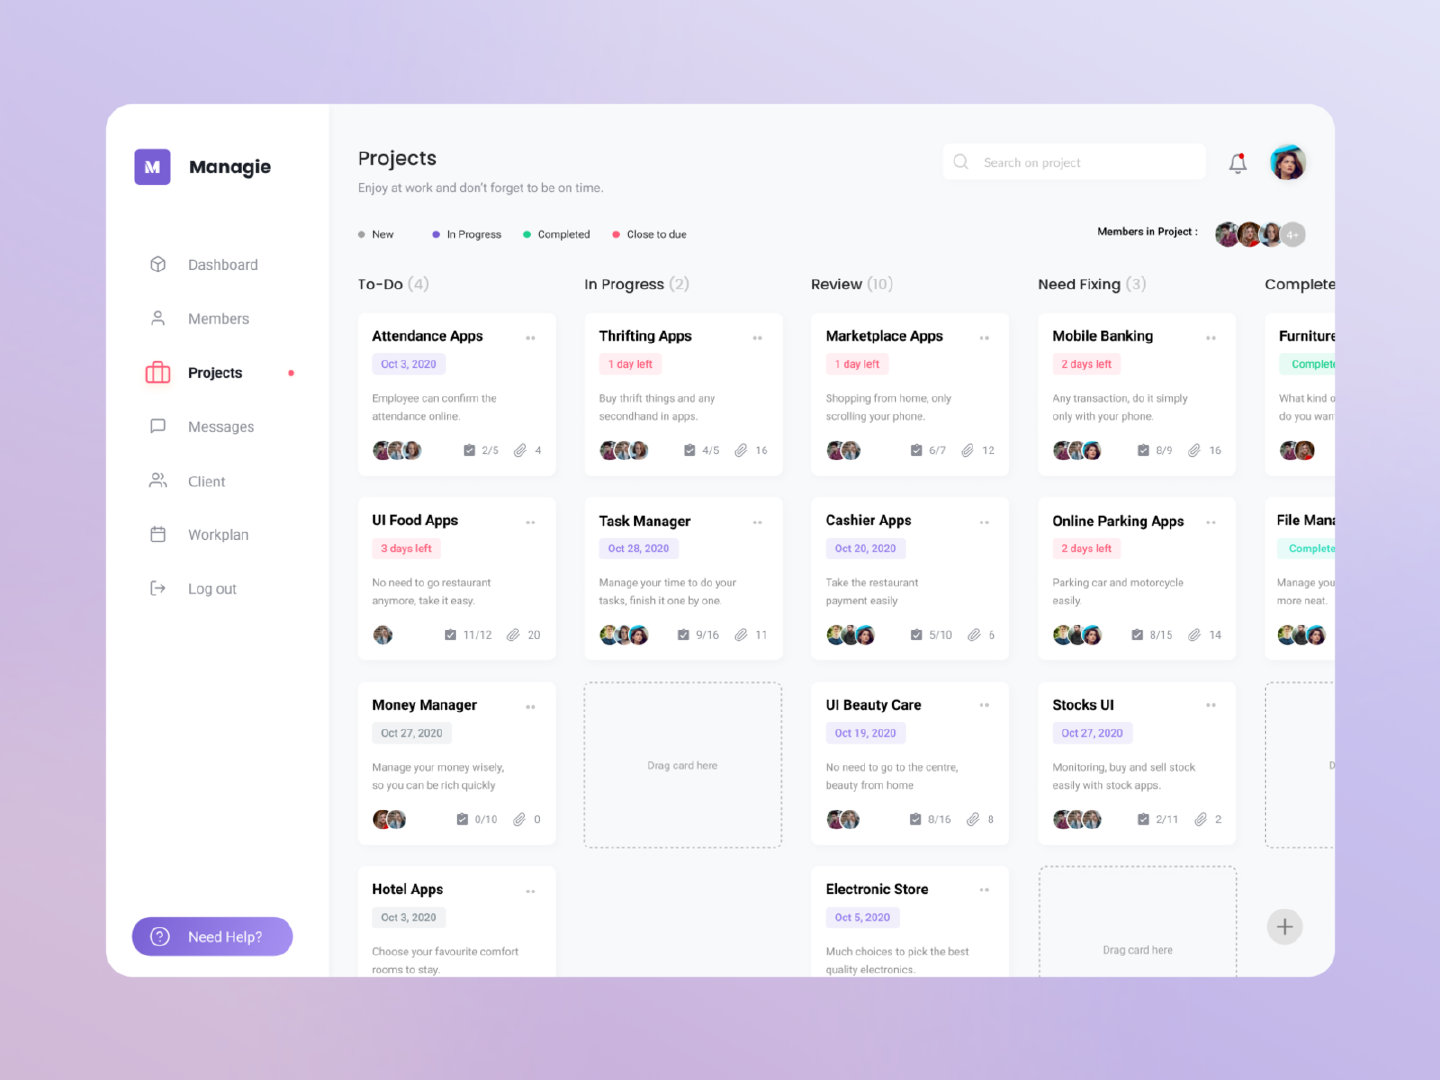 M Managie
Dashboard
Members
Projects
Messages
Client
Workplan
Log out
Need Help?
Projects
Enjoy at work and don't forget to be on time.
Search on project
New
In Progress
Completed
Close to due
Members in Project :
4+
To-Do (4)
Attendance Apps
Oct 3, 2020
Employee can confirm the
attendance online.
2/5 4
UI Food Apps
3 days left
No need to go restaurant
anymore, take it easy.
11/12 20
Money Manager
Oct 27, 2020
Manage your money wisely,
so you can be rich quickly
0/10 0
Hotel Apps
Oct 3, 2020
Choose your favourite comfort
rooms to stay.
In Progress (2)
Thrifting Apps
1 day left
Buy thrift things and any
secondhand in apps.
4/5 16
Task Manager
Oct 28, 2020
Manage your time to do your
tasks, finish it one by one.
9/16 11
Drag card here
Review (10)
Marketplace Apps
1 day left
Shopping from home, only
scrolling your phone.
6/7 12
Cashier Apps
Oct 20, 2020
Take the restaurant
payment easily
5/10 6
UI Beauty Care
Oct 19, 2020
No need to go to the centre,
beauty from home
8/16 8
Electronic Store
Oct 5, 2020
Much choices to pick the best
quality electronics.
Need Fixing (3)
Mobile Banking
2 days left
Any transaction, do it simply
only with your phone.
8/9 16
Online Parking Apps
2 days left
Parking car and motorcycle
easily.
8/15 14
Stocks UI
Oct 27, 2020
Monitoring, buy and sell stock
easily with stock apps.
2/11 2
Drag card here
Complete
Furniture
Complete
What kind o
do you wan
File Mana
Complete
Manage you
more neat.
D